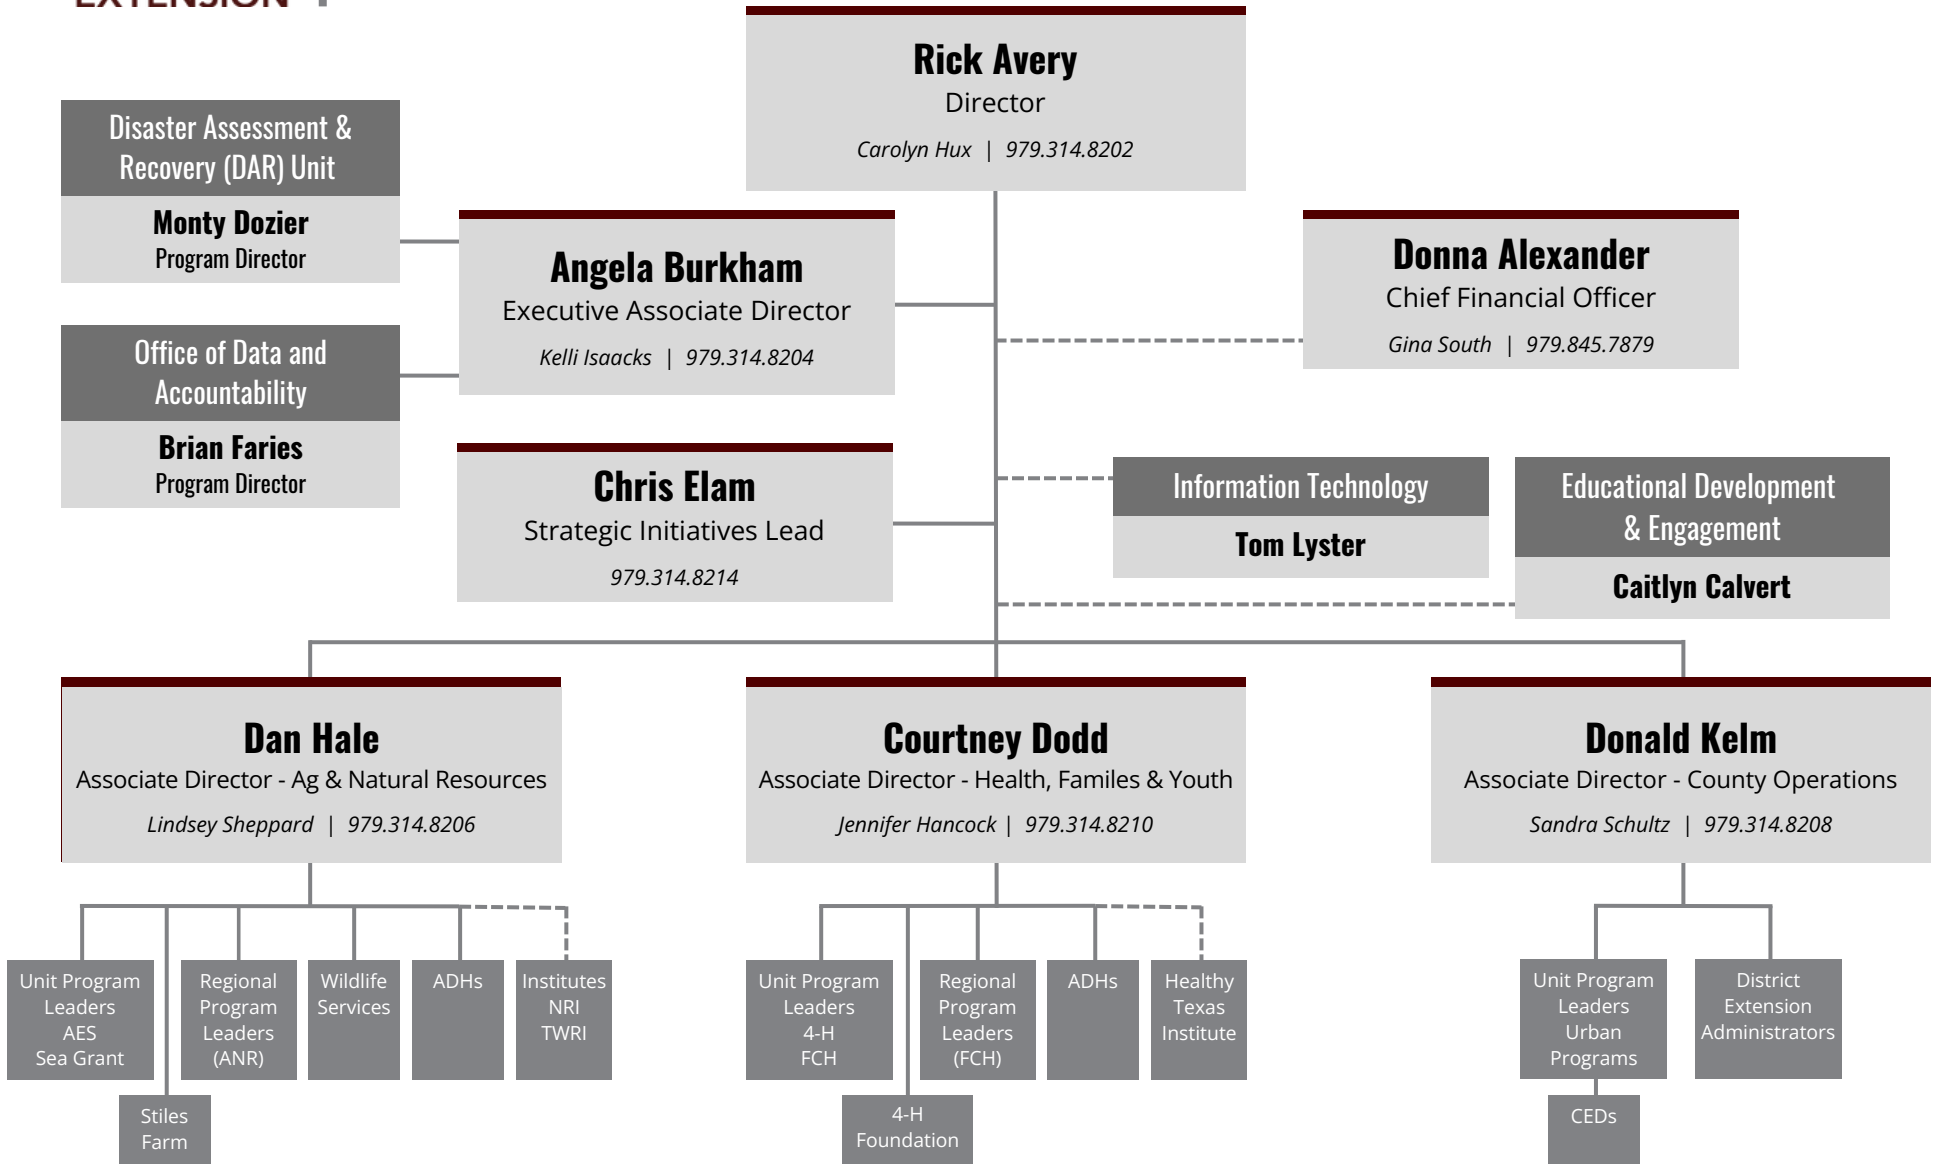 EXTENSION
Rick Avery
Director
Carolyn Hux | 979.314.8202
Disaster Assessment &
Recovery (DAR) Unit
Monty Dozier
Program Director
Angela Burkham
Executive Associate Director
Kelli Isaacks | 979.314.8204
Donna Alexander
Chief Financial Officer
Gina South | 979.845.7879
Office of Data and
Accountability
Brian Faries
Program Director
Chris Elam
Strategic Initiatives Lead
979.314.8214
Information Technology
Tom Lyster
Educational Development
& Engagement
Caitlyn Calvert
Dan Hale
Associate Director - Ag & Natural Resources
Lindsey Sheppard | 979.314.8206
Courtney Dodd
Associate Director - Health, Familes & Youth
Jennifer Hancock | 979.314.8210
Donald Kelm
Associate Director - County Operations
Sandra Schultz | 979.314.8208
Unit Program
Leaders
AES
Sea Grant
Stiles
Farm
Regional
Program
Leaders
(ANR)
Wildlife
Services
ADHs
Institutes
NRI
TWRI
Unit Program
Leaders
4-H
FCH
4-H
Foundation
Regional
Program
Leaders
(FCH)
ADHs
Healthy
Texas
Institute
Unit Program
Leaders
Urban
Programs
CEDs
District
Extension
Administrators